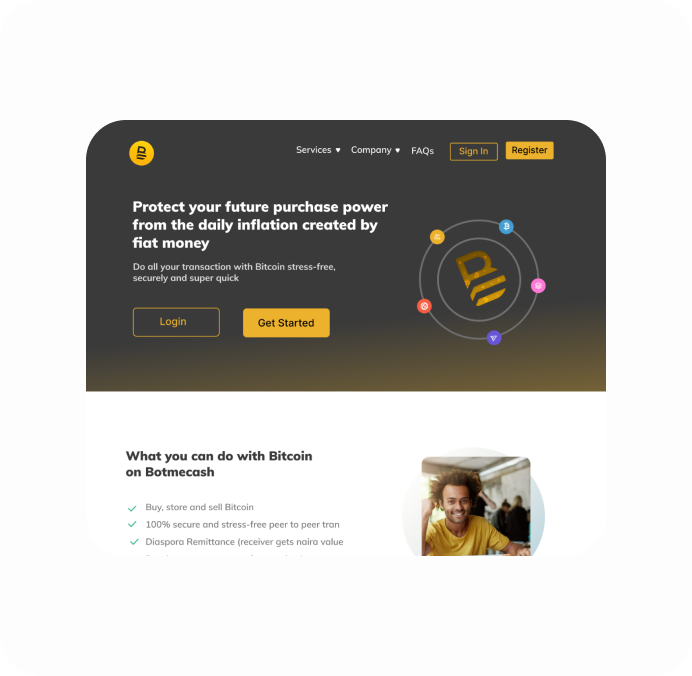 Services Company FAQs Sign In Register
Protect your future purchase power
from the daily inflation created by
fiat money
Do all your transaction with Bitcoin stress-free,
securely and super quick
Login Get Started
What you can do with Bitcoin
on Botmecash
Buy, store and sell Bitcoin
100% secure and stress-free peer to peer tran
Diaspora Remittance (receiver gets naira value